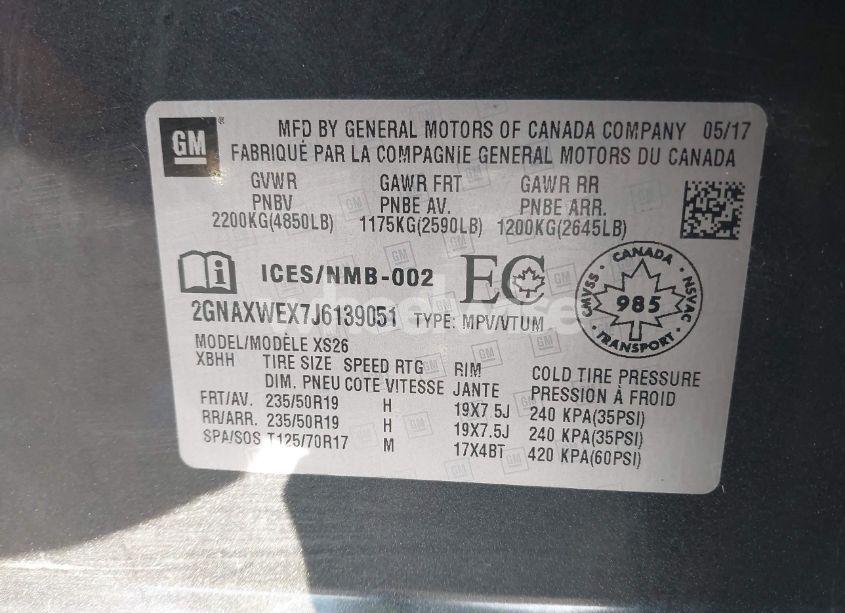 GM
MFD BY GENERAL MOTORS OF CANADA COMPANY 05/17
FABRIQUÉ PAR LA COMPAGNIE GENERAL MOTORS DU CANADA
GVWR GAWR FRT GAWR RR
PNBV PNBE AV. PNBE ARR.
2200KG(4850LB) 1175KG(2590LB) 1200KG(2645LB)
ICES/NMB-002 EC
CANADA
CMVSS 985 NSVAC
TRANSPORT
2GNAXWEX7J6139051 TYPE: MPV/VTUM
MODEL/MODÈLE XS26
XBHH TIRE SIZE SPEED RTG RIM COLD TIRE PRESSURE
DIM. PNEU COTE VITESSE JANTE PRESSION À FROID
FRT/AV. 235/50R19 H 19X7.5J 240 KPA(35PSI)
RR/ARR. 235/50R19 H 19X7.5J 240 KPA(35PSI)
SPA/SOS T125/70R17 M 17X4BT 420 KPA(60PSI)